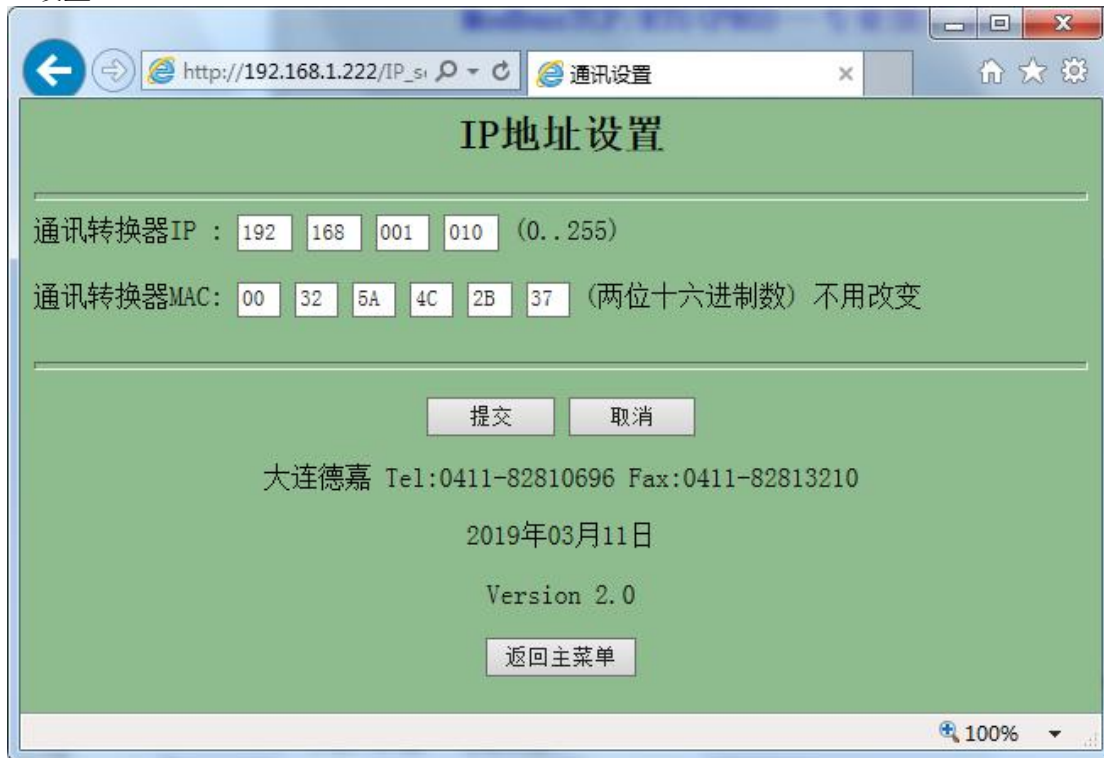 http://192.168.1.222/IP_s
通讯设置
IP地址设置
通讯转换器IP : 192 168 001 010 (0..255)
通讯转换器MAC: 00 32 5A 4C 2B 37 (两位十六进制数) 不用改变
提交 取消
大连德嘉 Tel:0411-82810696 Fax:0411-82813210
2019年03月11日
Version 2.0
返回主菜单
100%